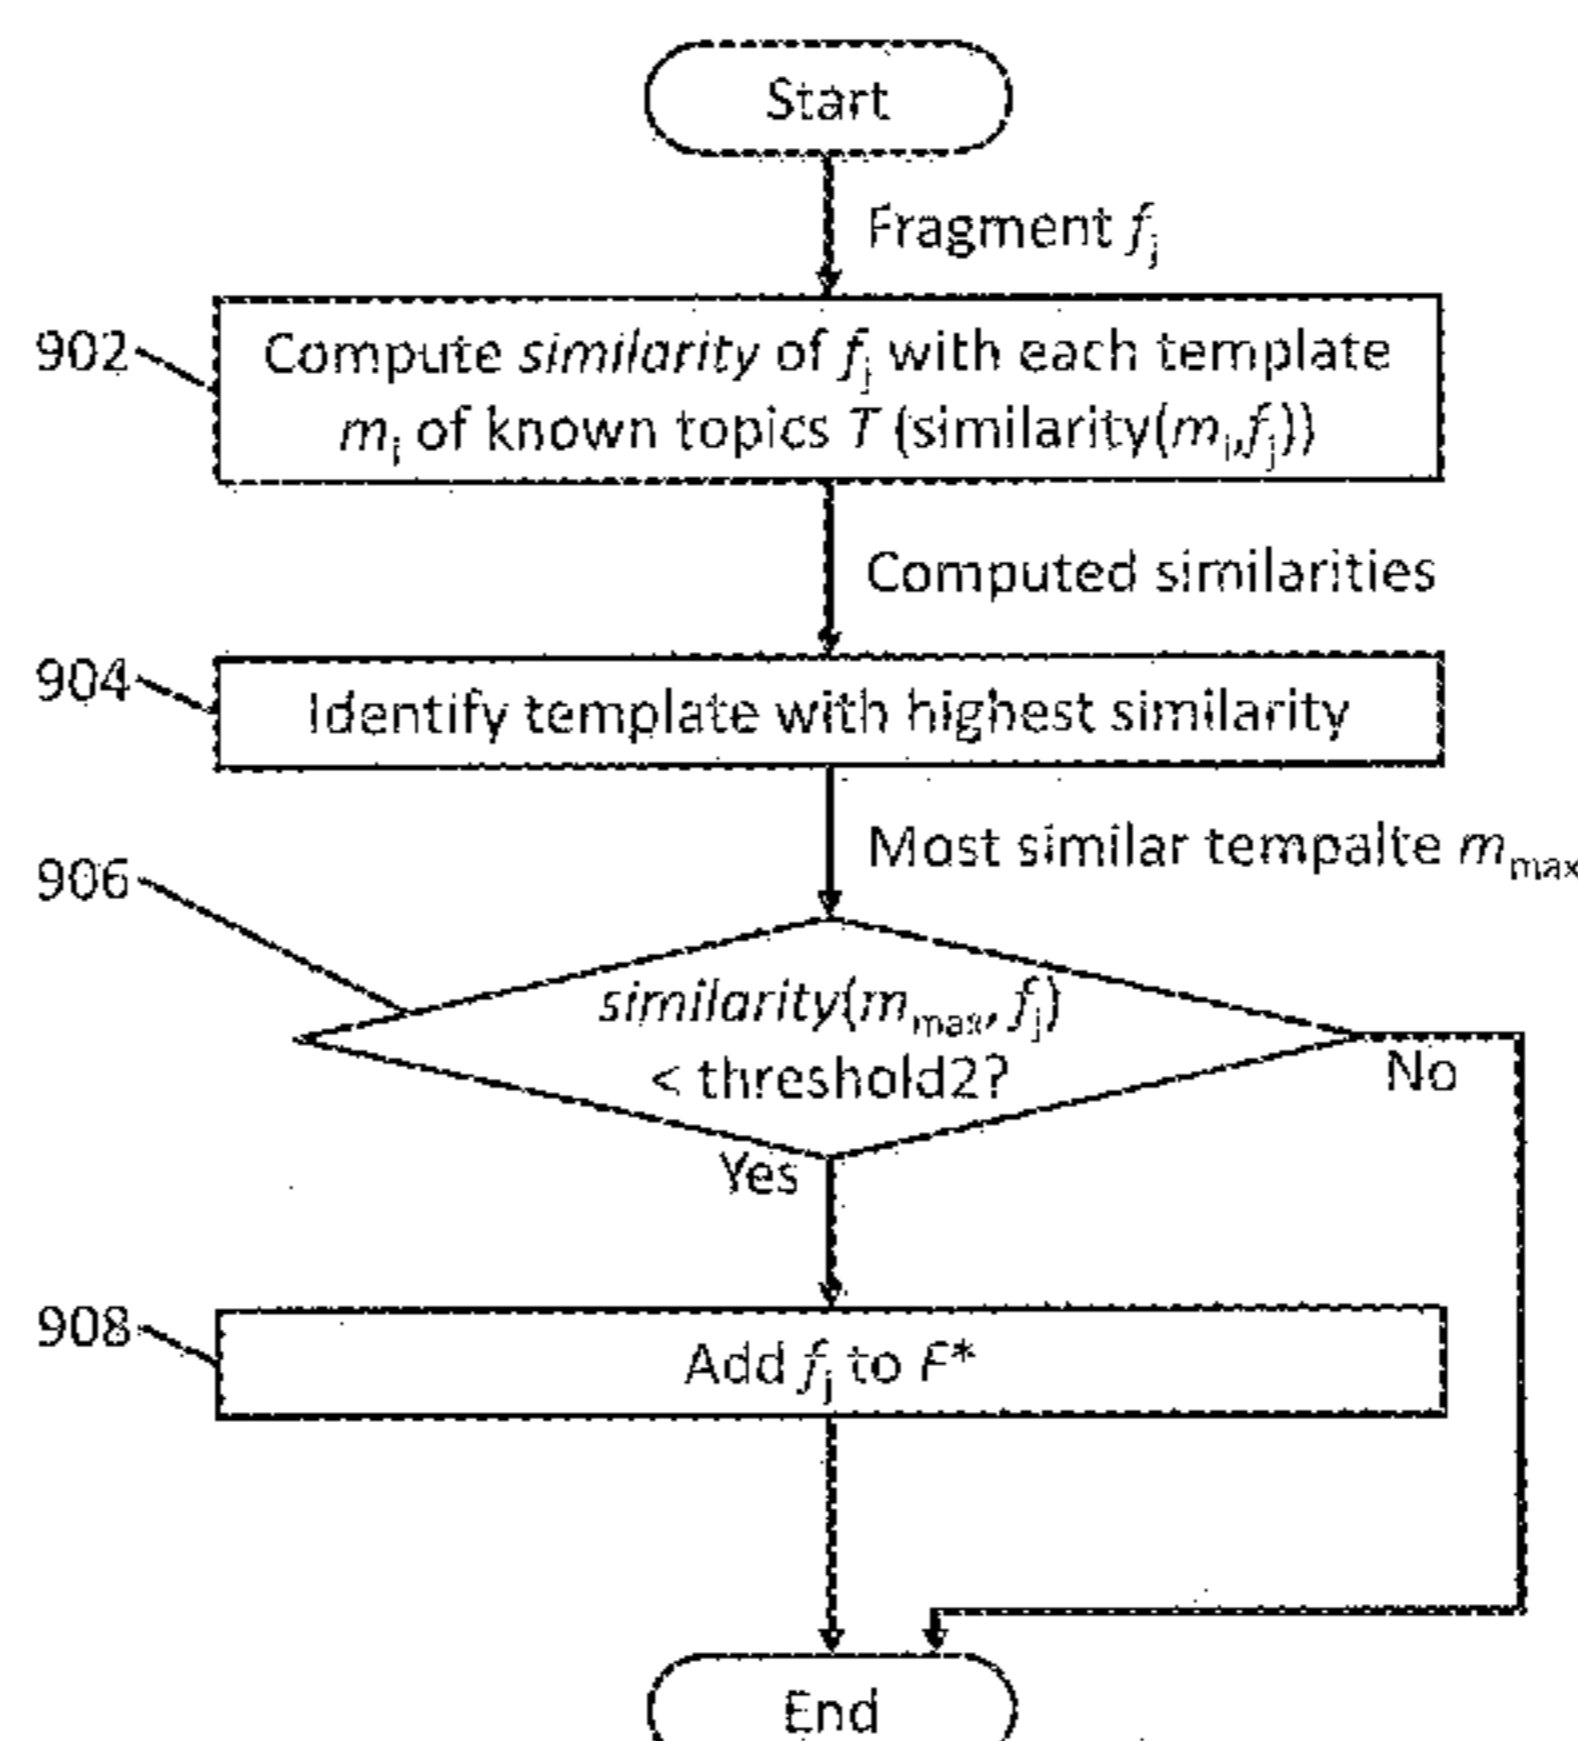 Start
Fragment fj
902
Compute similarity of fj with each template
mi of known topics T (similarity(mi,fj))
Computed similarities
904
Identify template with highest similarity
Most similar tempalte mmax
906
similarity(mmax, fj)
< threshold2?
No
Yes
908
Add fj to F*
End